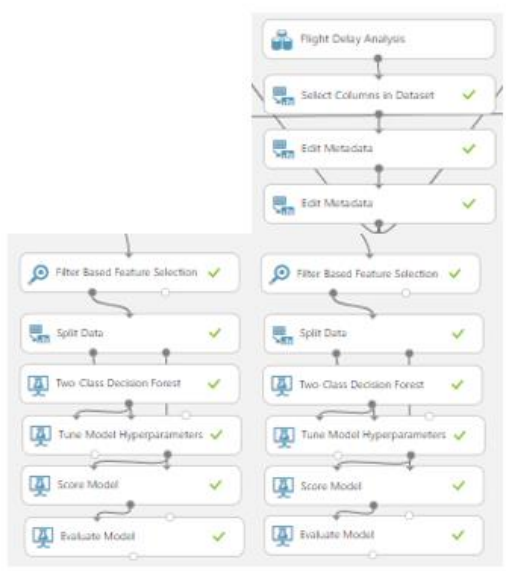 Flight Delay Analysis
Select Columns in Dataset
Edit Metadata
Edit Metadata
Filter Based Feature Selection
Split Data
Two-Class Decision Forest
Tune Model Hyperparameters
Score Model
Evaluate Model
Filter Based Feature Selection
Split Data
Two-Class Decision Forest
Tune Model Hyperparameters
Score Model
Evaluate Model